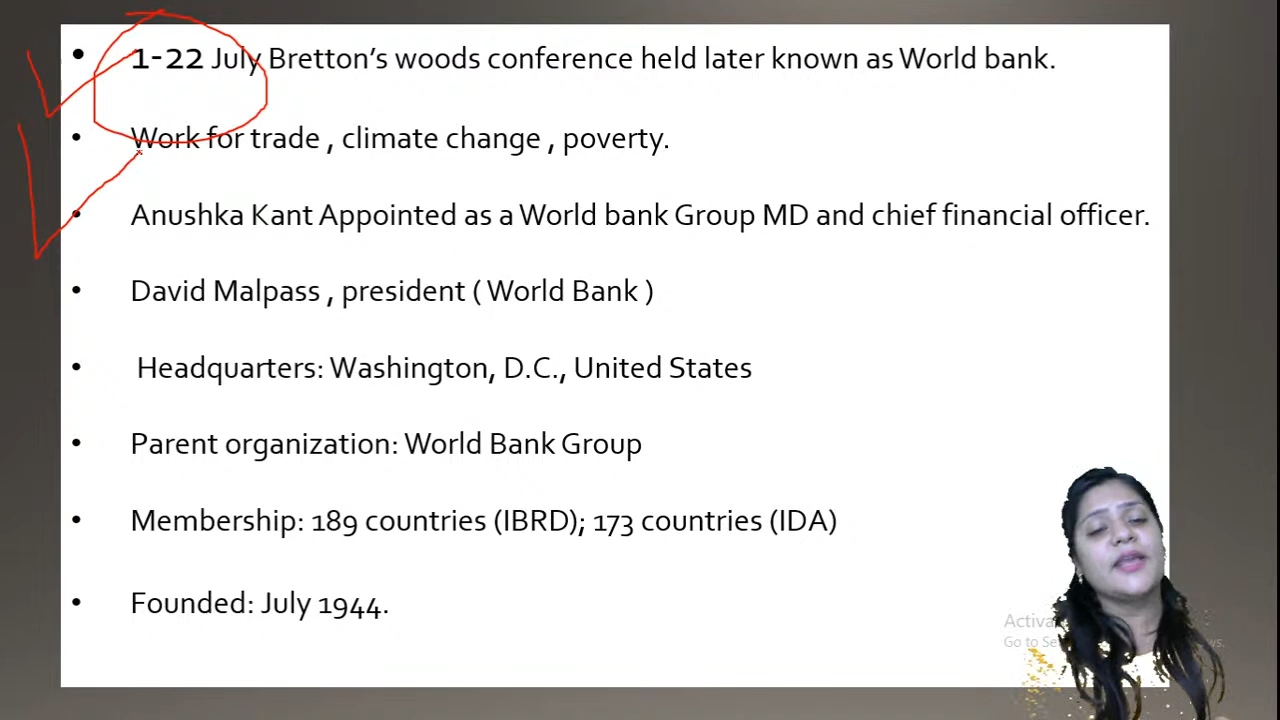 • 1-22 July Bretton's woods conference held later known as World bank.
• Work for trade , climate change , poverty.
• Anushka Kant Appointed as a World bank Group MD and chief financial officer.
• David Malpass , president ( World Bank )
• Headquarters: Washington, D.C., United States
• Parent organization: World Bank Group
• Membership: 189 countries (IBRD); 173 countries (IDA)
• Founded: July 1944.
Go to